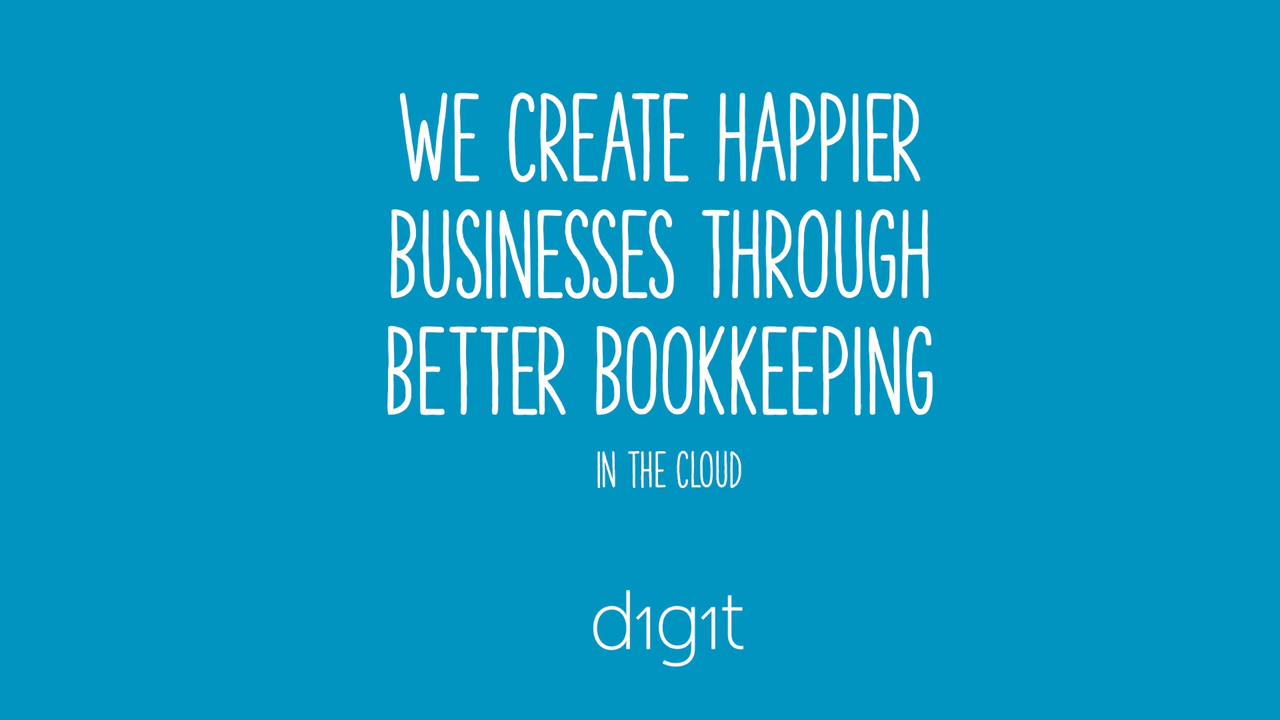 WE CREATE HAPPIER
BUSINESSES THROUGH
BETTER BOOKKEEPING
IN THE CLOUD
d1g1t